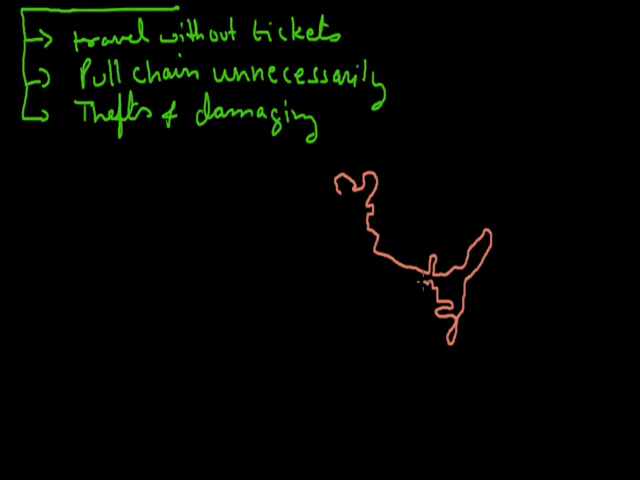 travel without tickets
Pull chain unnecessarily
Thefts & damaging